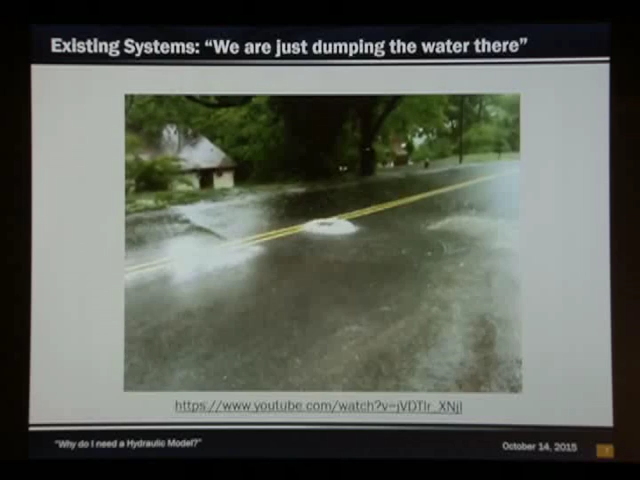 Existing Systems: “We are just dumping the water there”
https://www.youtube.com/watch?v=jVDTlr_XNjI
“Why do I need a Hydraulic Model?”
October 14, 2015